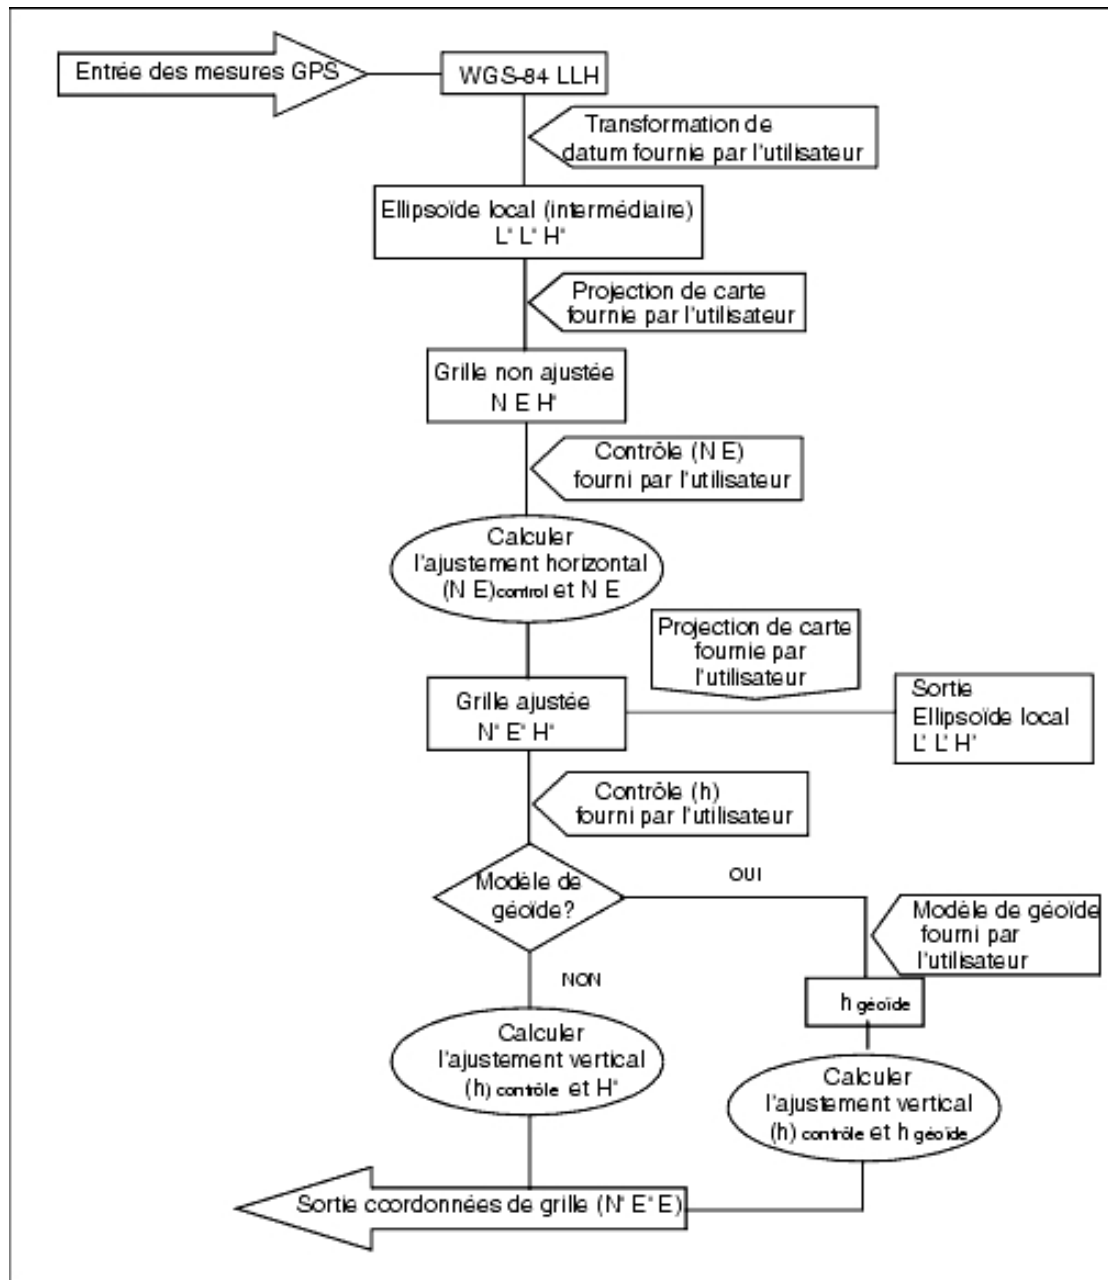 Entrée des mesures GPS
WGS-84 LLH
Transformation de
datum fournie par l'utilisateur
Ellipsoïde local (intermédiaire)
L' L' H'
Projection de carte
fournie par l'utilisateur
Grille non ajustée
N E H'
Contrôle (N E)
fourni par l'utilisateur
Calculer
l'ajustement horizontal
(N E)control et N E
Projection de carte
fournie par
l'utilisateur
Grille ajustée
N' E' H'
Sortie
Ellipsoïde local
L' L' H'
Contrôle (h)
fourni par l'utilisateur
Modèle de
géoïde?
OUI
Modèle de géoïde
fourni par
l'utilisateur
NON
h géoïde
Calculer
l'ajustement vertical
(h) contrôle et H'
Calculer
l'ajustement vertical
(h) contrôle et h géoïde
Sortie coordonnées de grille (N' E' E)